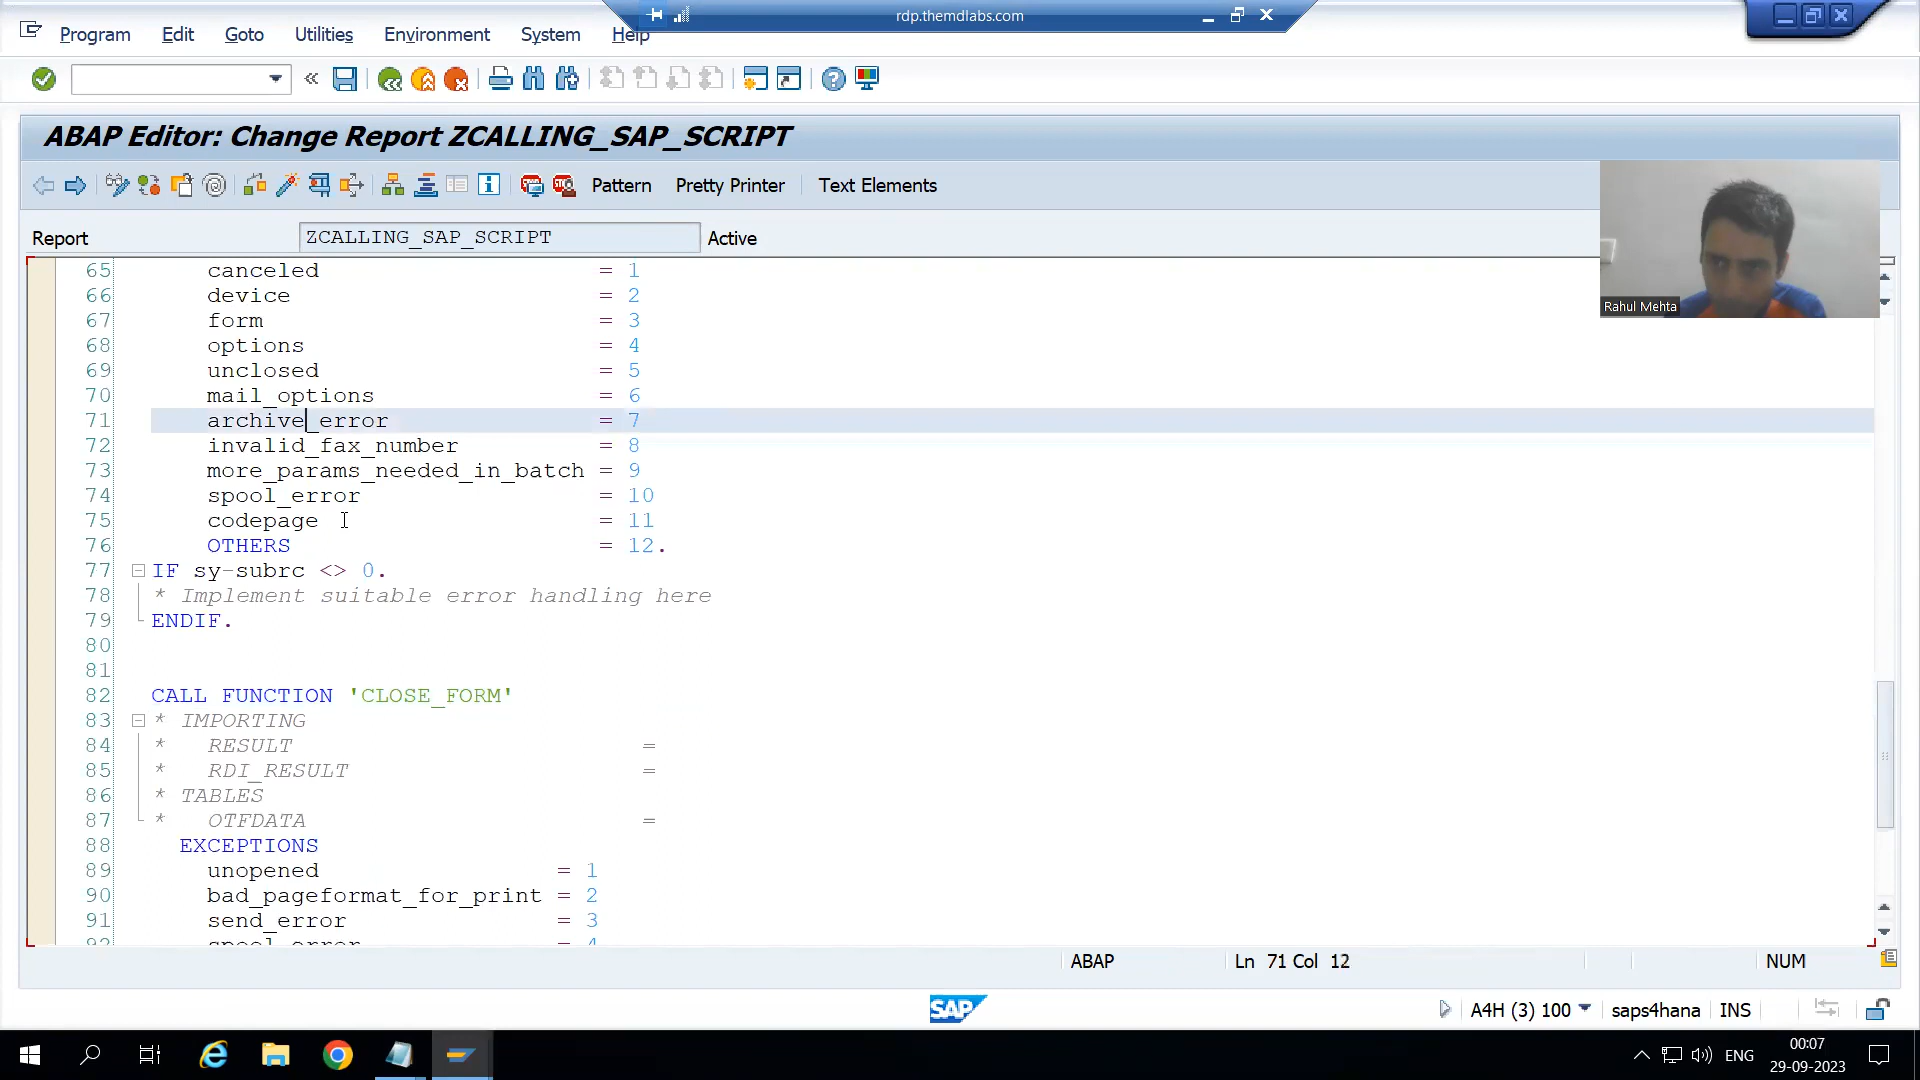 rdp.themdlabs.com
Program Edit Goto Utilities Environment System Help
ABAP Editor: Change Report ZCALLING_SAP_SCRIPT
Pattern Pretty Printer Text Elements
Report ZCALLING_SAP_SCRIPT Active
Rahul Mehta
65 canceled = 1
66 device = 2
67 form = 3
68 options = 4
69 unclosed = 5
70 mail_options = 6
71 archive_error = 7
72 invalid_fax_number = 8
73 more_params_needed_in_batch = 9
74 spool_error = 10
75 codepage = 11
76 OTHERS = 12.
77 IF sy-subrc <> 0.
78 * Implement suitable error handling here
79 ENDIF.
80
81
82 CALL FUNCTION 'CLOSE_FORM'
83 * IMPORTING
84 * RESULT =
85 * RDI_RESULT =
86 * TABLES
87 * OTFDATA =
88 EXCEPTIONS
89 unopened = 1
90 bad_pageformat_for_print = 2
91 send_error = 3
92 spool_error = 4
ABAP Ln 71 Col 12 NUM
SAP A4H (3) 100 saps4hana INS
ENG 00:07
29-09-2023